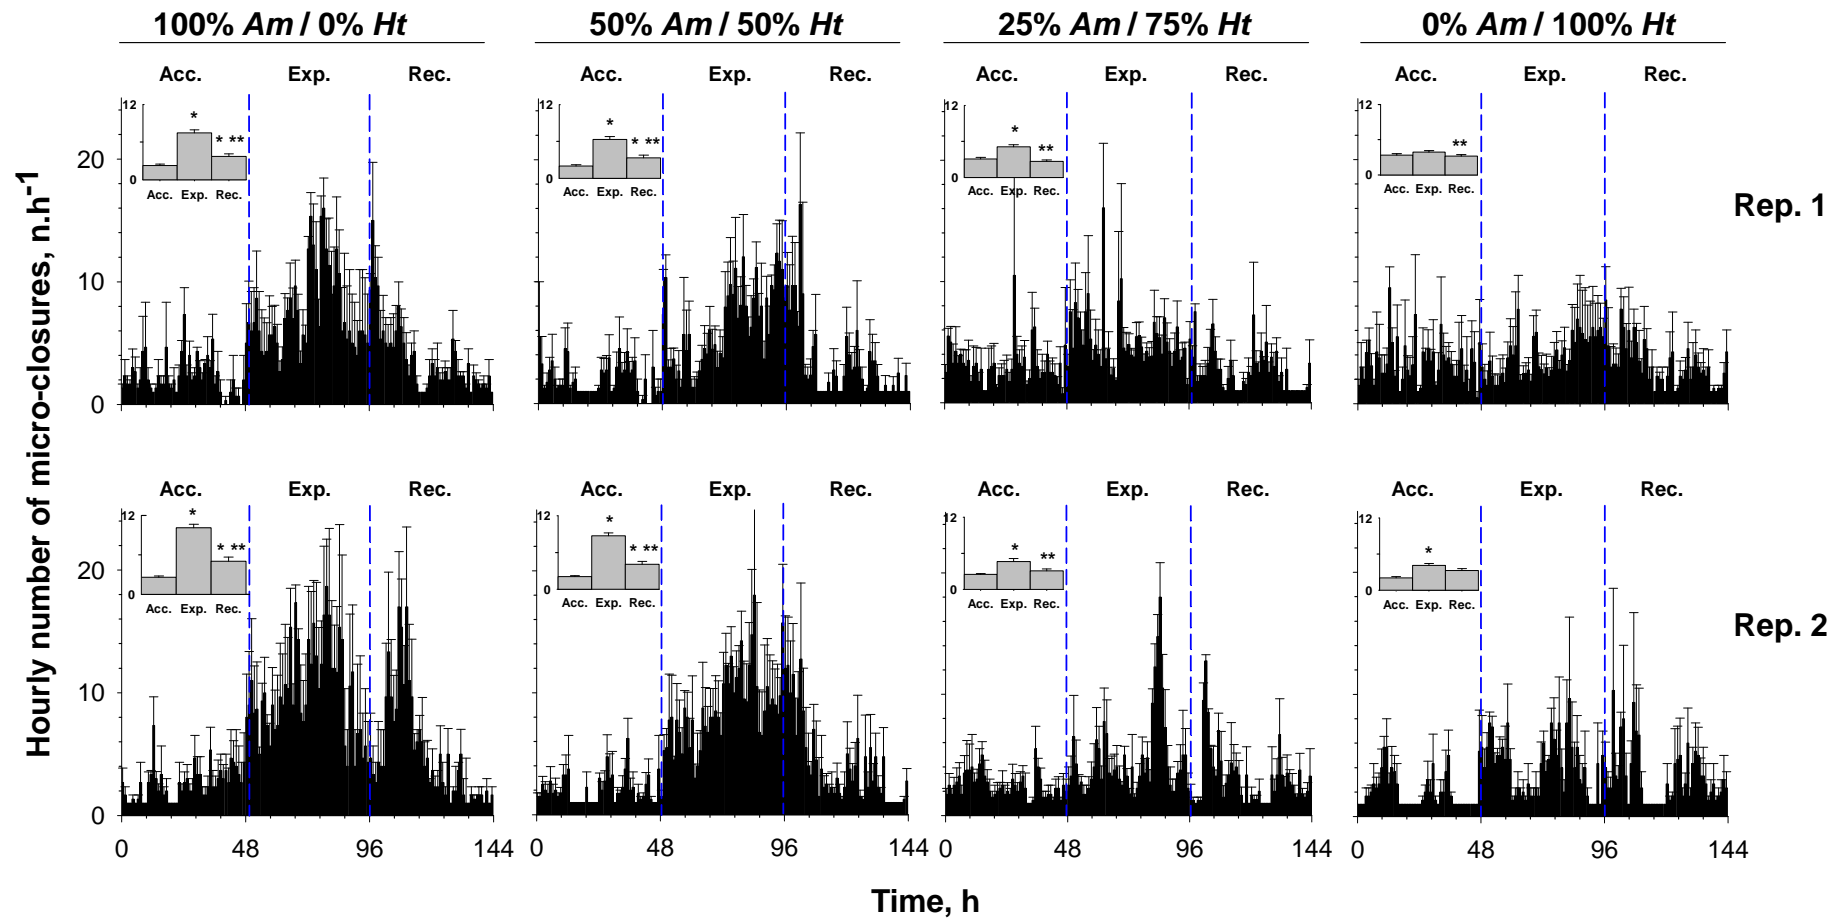 100% Am / 0% Ht 50% Am / 50% Ht 25% Am / 75% Ht 0% Am / 100% Ht
Acc. Exp. Rec. Acc. Exp. Rec. Acc. Exp. Rec. Acc. Exp. Rec.
12 * * ** 0 Acc. Exp. Rec.
12 * * ** 0 Acc. Exp. Rec.
12 * ** 0 Acc. Exp. Rec.
12 ** 0 Acc. Exp. Rec.
20
10
0
Rep. 1
Hourly number of micro-closures, n.h-1
Acc. Exp. Rec. Acc. Exp. Rec. Acc. Exp. Rec. Acc. Exp. Rec.
12 * * ** 0 Acc. Exp. Rec.
12 * * ** 0 Acc. Exp. Rec.
12 * ** 0 Acc. Exp. Rec.
12 * 0 Acc. Exp. Rec.
20
10
0
Rep. 2
0 48 96 144 0 48 96 144 0 48 96 144 0 48 96 144
Time, h